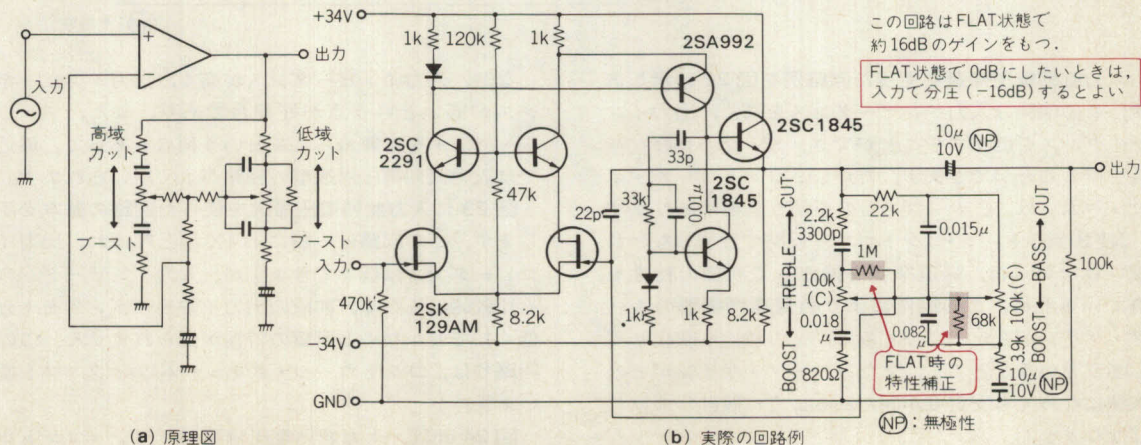 入力
+
−
出力
高域
カット
ブースト
低域
カット
ブースト
(a) 原理図
+34V
1k
120k
1k
2SA992
2SC
2291
33p
2SC1845
47k
22p
33k
0.01μ
2SC
1845
入力
470k
2SK
129AM
8.2k
1k
1k
8.2k
−34V
GND
BOOST TREBLE CUT
2.2k
3300p
1M
100k
(C)
0.018
μ
820Ω
22k
0.015μ
0.082
μ
68k
100k(C)
3.9k
10μ
10V
NP
BOOST BASS CUT
10μ
10V
NP
出力
100k
FLAT時の
特性補正
NP:無極性
この回路はFLAT状態で
約16dBのゲインをもつ.
FLAT状態で0dBにしたいときは,
入力で分圧(−16dB)するとよい
(b) 実際の回路例